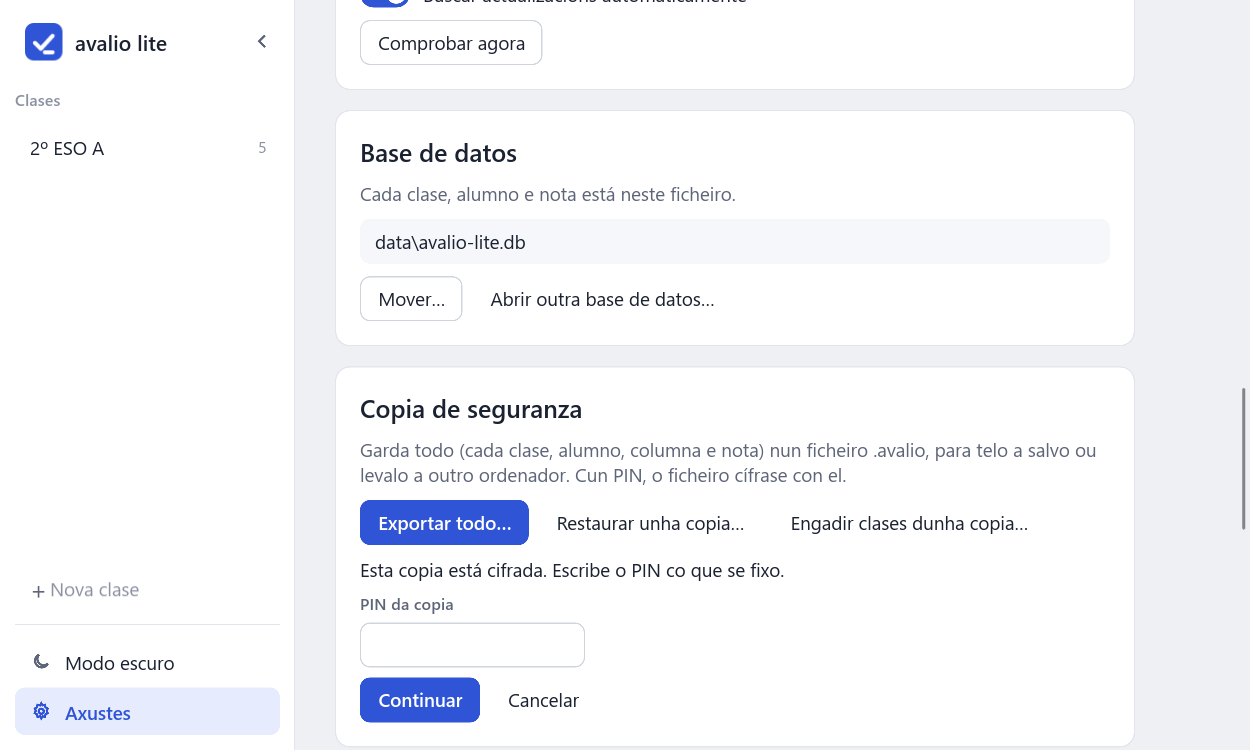 avalio lite
Clases
2º ESO A
5
+ Nova clase
Modo escuro
Axustes
Buscar actualizacións automaticamente
Comprobar agora
Base de datos
Cada clase, alumno e nota está neste ficheiro.
data\avalio-lite.db
Mover...
Abrir outra base de datos...
Copia de seguranza
Garda todo (cada clase, alumno, columna e nota) nun ficheiro .avalio, para telo a salvo ou
levalo a outro ordenador. Cun PIN, o ficheiro cífrase con el.
Exportar todo...
Restaurar unha copia...
Engadir clases dunha copia...
Esta copia está cifrada. Escribe o PIN co que se fixo.
PIN da copia
Continuar
Cancelar